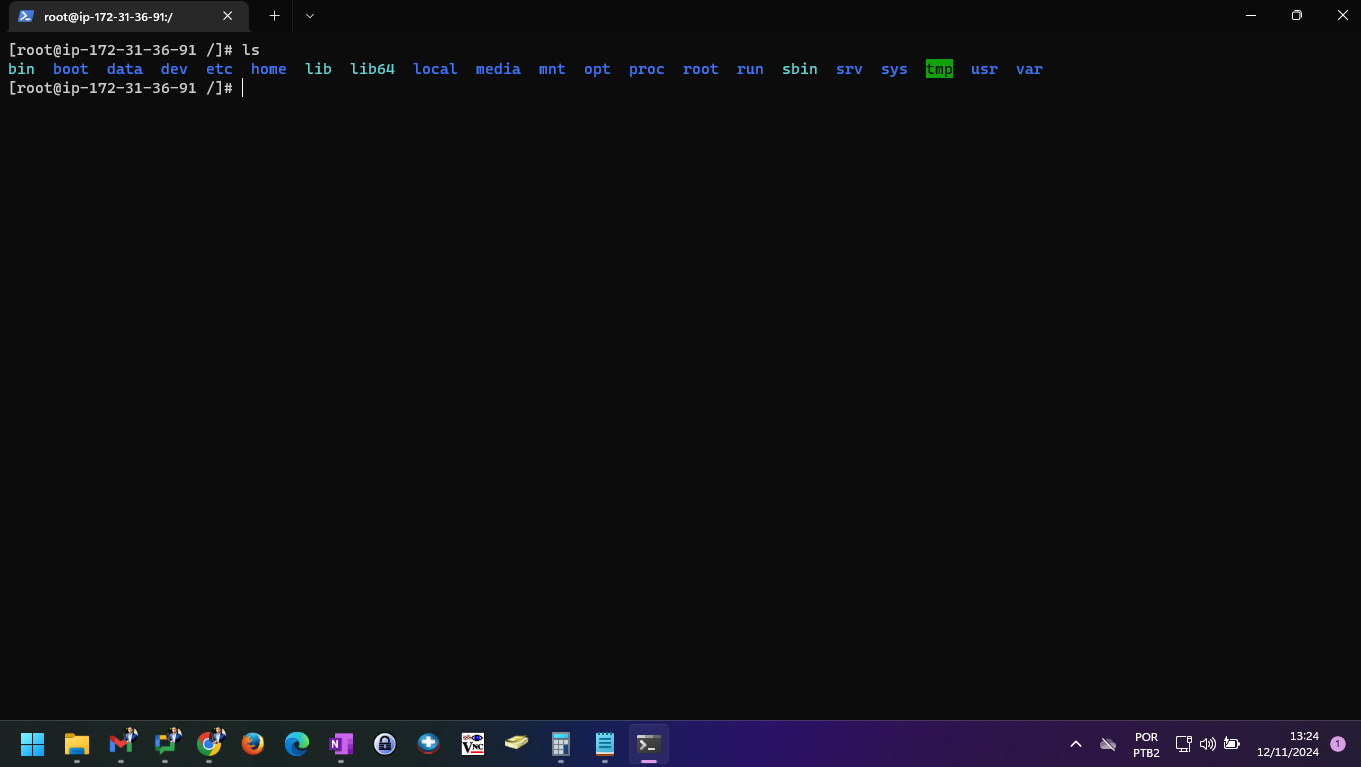 root@ip-172-31-36-91:/
[root@ip-172-31-36-91 /]# ls
bin boot data dev etc home lib lib64 local media mnt opt proc root run sbin srv sys tmp usr var
[root@ip-172-31-36-91 /]#
N
VNC
POR
PTB2
13:24
12/11/2024
1